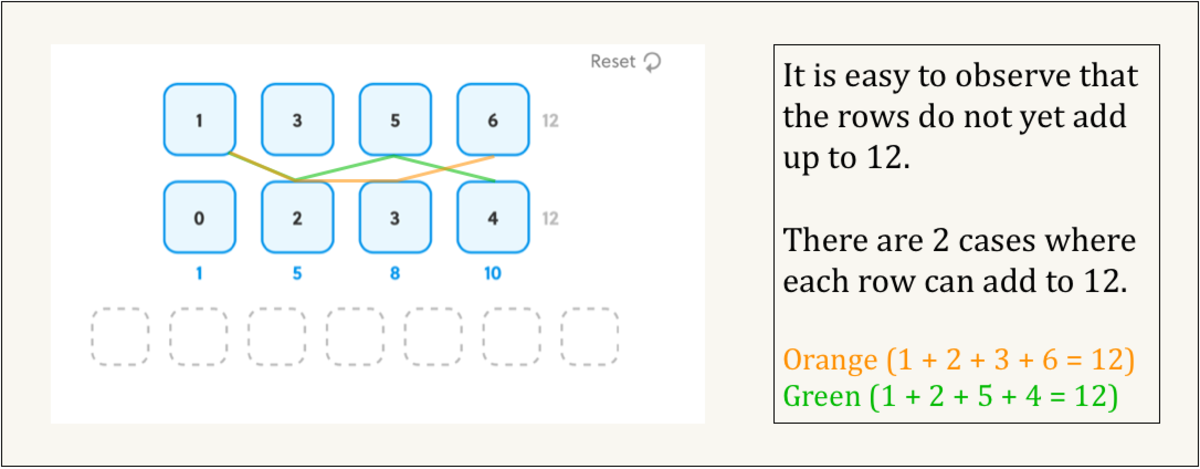 Reset
1 3 5 6 12
0 2 3 4 12
1 5 8 10
It is easy to observe that
the rows do not yet add
up to 12.
There are 2 cases where
each row can add to 12.
Orange (1 + 2 + 3 + 6 = 12)
Green (1 + 2 + 5 + 4 = 12)